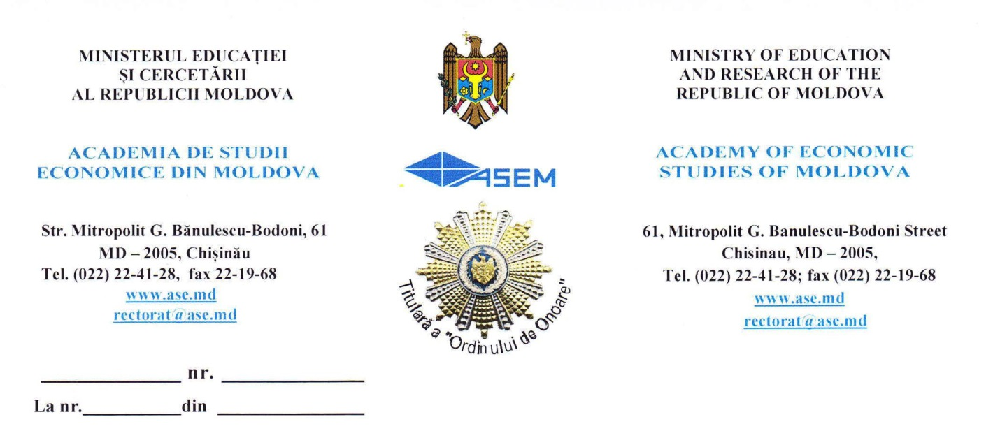 MINISTERUL EDUCAȚIEI
ȘI CERCETĂRII
AL REPUBLICII MOLDOVA
ACADEMIA DE STUDII
ECONOMICE DIN MOLDOVA
Str. Mitropolit G. Bănulescu-Bodoni, 61
MD – 2005, Chișinău
Tel. (022) 22-41-28, fax 22-19-68
www.ase.md
rectorat@ase.md
ASEM
Titulară a "Ordinului de Onoare"
MINISTRY OF EDUCATION
AND RESEARCH OF THE
REPUBLIC OF MOLDOVA
ACADEMY OF ECONOMIC
STUDIES OF MOLDOVA
61, Mitropolit G. Banulescu-Bodoni Street
Chisinau, MD – 2005,
Tel. (022) 22-41-28; fax (022) 22-19-68
www.ase.md
rectorat@ase.md
_______________ nr. _______________
La nr.__________din _______________